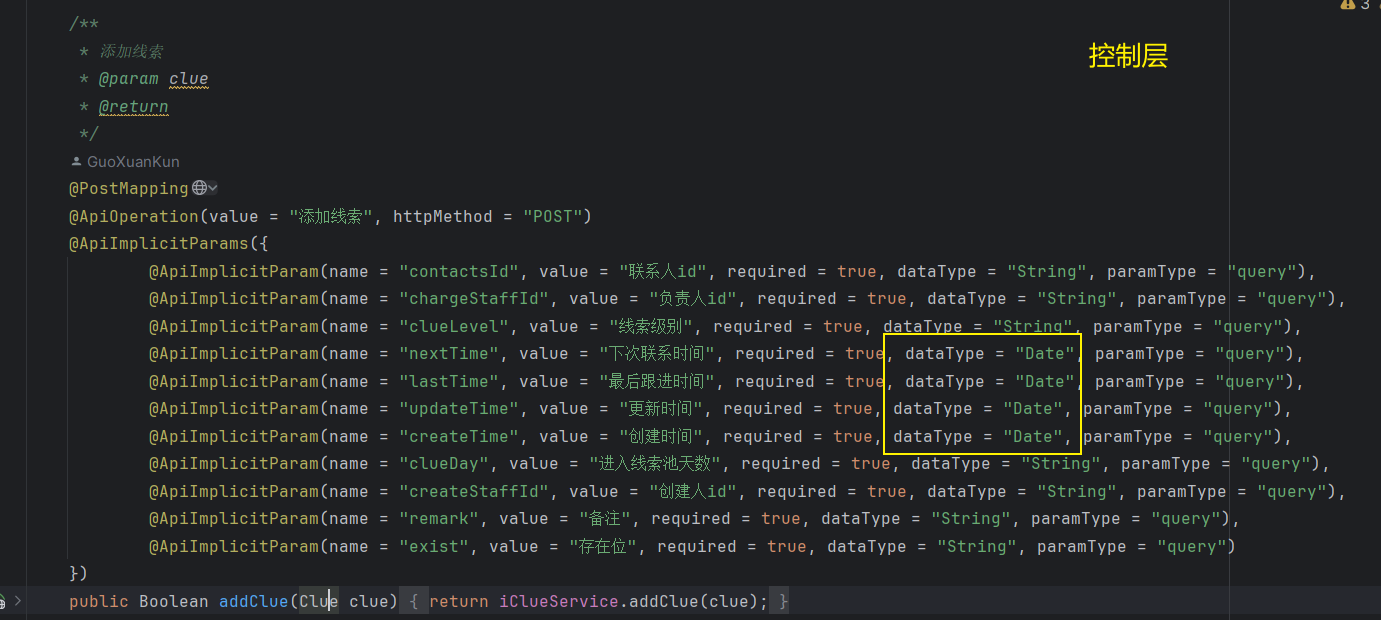 3
/**
控制层
* 添加线索
* @param clue
* @return
*/
GuoXuanKun
@PostMapping
@ApiOperation(value = "添加线索", httpMethod = "POST")
@ApiImplicitParams({
@ApiImplicitParam(name = "contactsId", value = "联系人id", required = true, dataType = "String", paramType = "query"),
@ApiImplicitParam(name = "chargeStaffId", value = "负责人id", required = true, dataType = "String", paramType = "query"),
@ApiImplicitParam(name = "clueLevel", value = "线索级别", required = true, dataType = "String", paramType = "query"),
@ApiImplicitParam(name = "nextTime", value = "下次联系时间", required = true, dataType = "Date", paramType = "query"),
@ApiImplicitParam(name = "lastTime", value = "最后跟进时间", required = true, dataType = "Date", paramType = "query"),
@ApiImplicitParam(name = "updateTime", value = "更新时间", required = true, dataType = "Date", paramType = "query"),
@ApiImplicitParam(name = "createTime", value = "创建时间", required = true, dataType = "Date", paramType = "query"),
@ApiImplicitParam(name = "clueDay", value = "进入线索池天数", required = true, dataType = "String", paramType = "query"),
@ApiImplicitParam(name = "createStaffId", value = "创建人id", required = true, dataType = "String", paramType = "query"),
@ApiImplicitParam(name = "remark", value = "备注", required = true, dataType = "String", paramType = "query"),
@ApiImplicitParam(name = "exist", value = "存在位", required = true, dataType = "String", paramType = "query")
})
public Boolean addClue(Clue clue) { return iClueService.addClue(clue); }